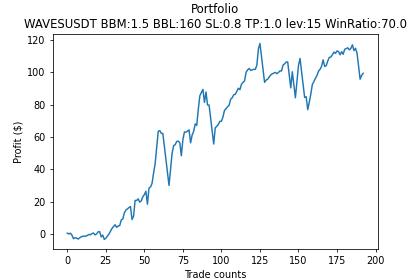 Portfolio
WAVESUSDT BBM:1.5 BBL:160 SL:0.8 TP:1.0 lev:15 WinRatio:70.0
120
100
80
60
40
20
0
Profit ($)
0 25 50 75 100 125 150 175 200
Trade counts